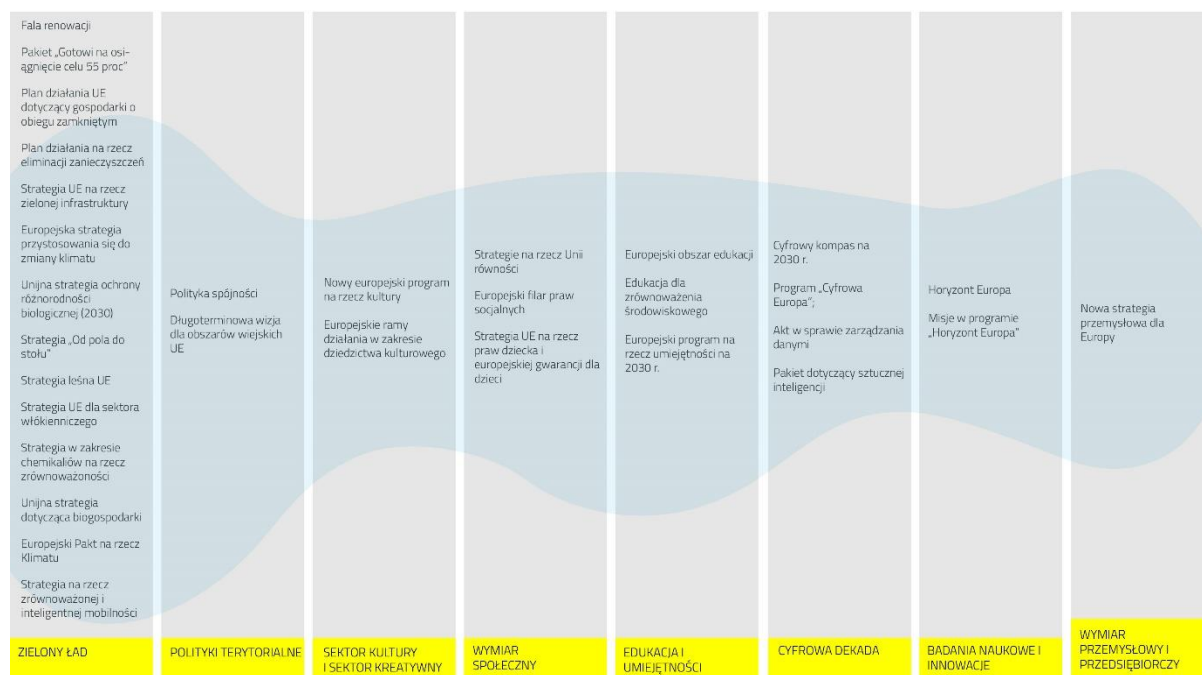 Fala renowacji
Pakiet „Gotowi na osi-
ągnięcie celu 55 proc”
Plan działania UE
dotyczący gospodarki o
obiegu zamkniętym
Plan działania na rzecz
eliminacji zanieczyszczeń
Strategia UE na rzecz
zielonej infrastruktury
Europejska strategia
przystosowania się do
zmiany klimatu
Unijna strategia ochrony
różnorodności
biologicznej (2030)
Strategia „Od pola do
stołu”
Strategia leśna UE
Strategia UE dla sektora
włókienniczego
Strategia w zakresie
chemikaliów na rzecz
zrównoważoności
Unijna strategia
dotycząca biogospodarki
Europejski Pakt na rzecz
Klimatu
Strategia na rzecz
zrównoważonej i
inteligentnej mobilności
ZIELONY ŁAD
Polityka spójności
Długoterminowa wizja
dla obszarów wiejskich
UE
POLITYKI TERYTORIALNE
Nowy europejski program
na rzecz kultury
Europejskie ramy
działania w zakresie
dziedzictwa kulturowego
SEKTOR KULTURY
I SEKTOR KREATYWNY
Strategie na rzecz Unii
równości
Europejski filar praw
socjalnych
Strategia UE na rzecz
praw dziecka i
europejskiej gwarancji dla
dzieci
WYMIAR
SPOŁECZNY
Europejski obszar edukacji
Edukacja dla
zrównoważenia
środowiskowego
Europejski program na
rzecz umiejętności na
2030 r.
EDUKACJA I
UMIEJĘTNOŚCI
Cyfrowy kompas na
2030 r.
Program „Cyfrowa
Europa”;
Akt w sprawie zarządzania
danymi
Pakiet dotyczący sztucznej
inteligencji
CYFROWA DEKADA
Horyzont Europa
Misje w programie
„Horyzont Europa”
BADANIA NAUKOWE I
INNOWACJE
Nowa strategia
przemysłowa dla
Europy
WYMIAR
PRZEMYSŁOWY I
PRZEDSIĘBIORCZY